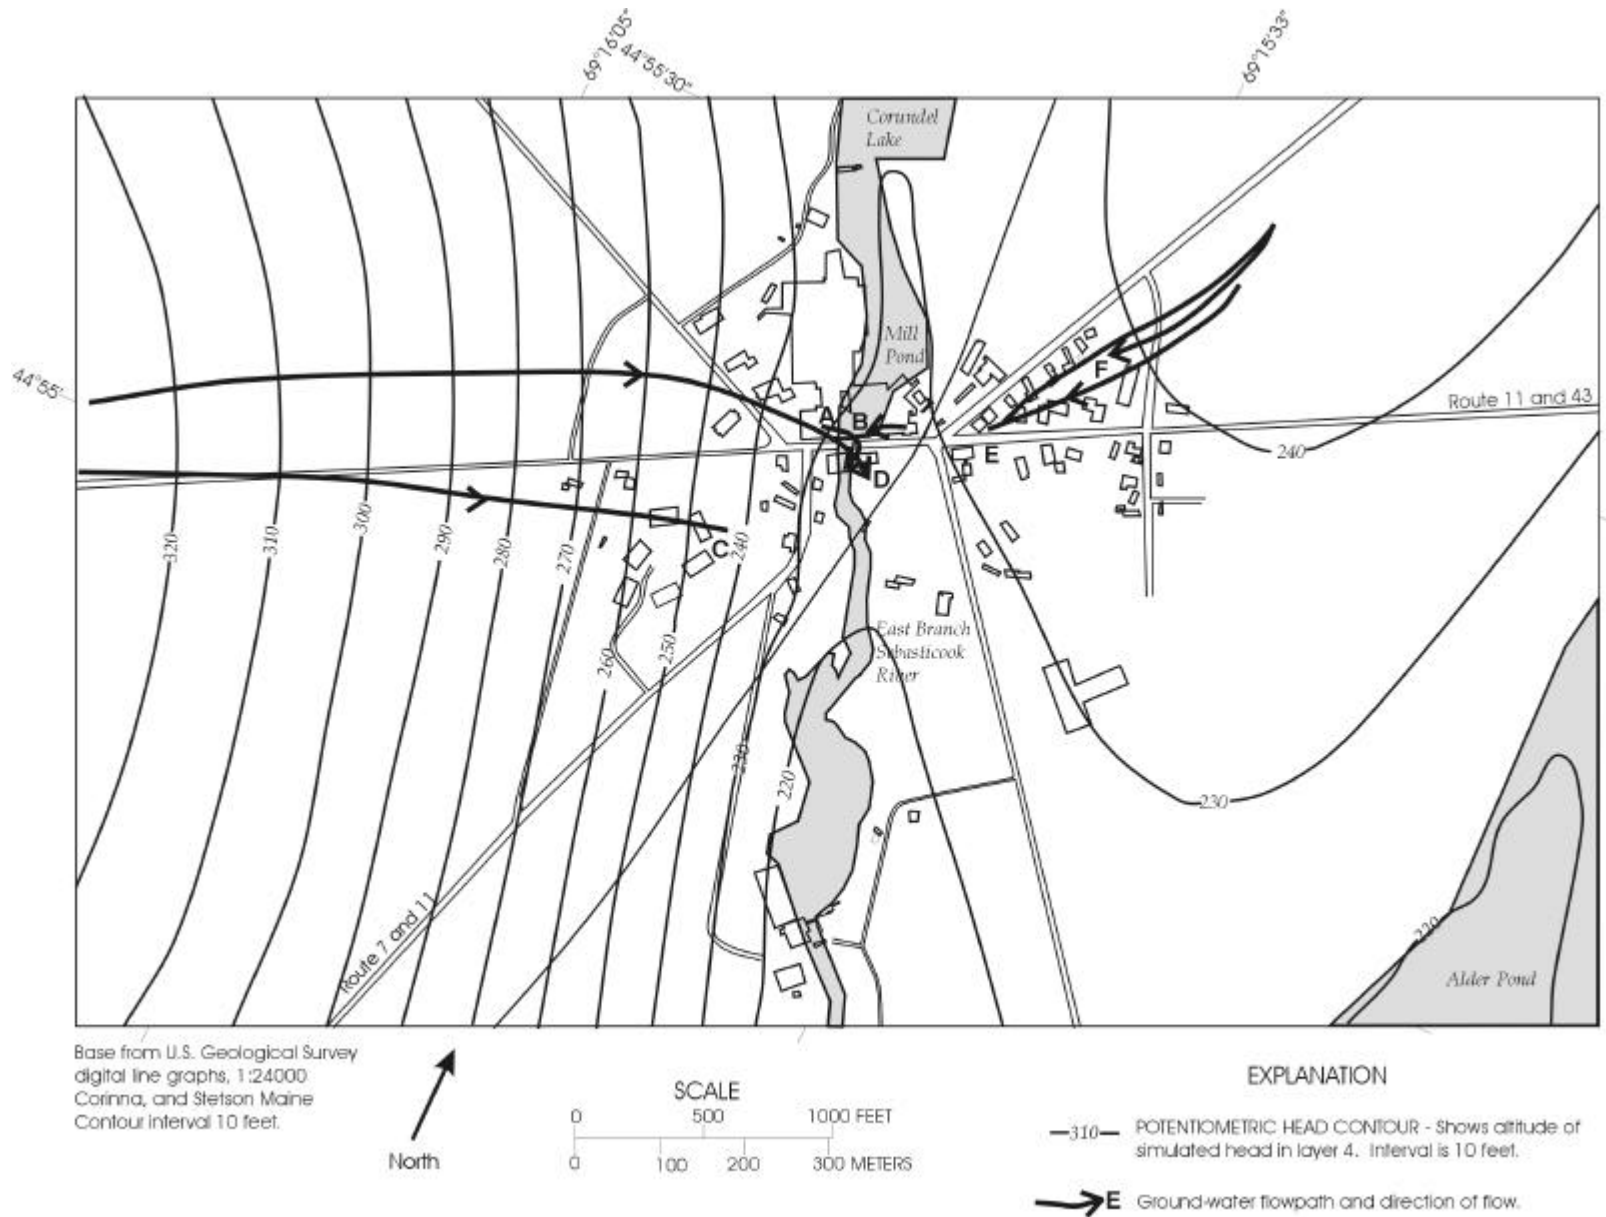 69°16'05"
44°55'30"
69°15'33"
Corundel
Lake
Mill
Pond
44°55'
A
B
F
Route 11 and 43
E
240
D
C
320
310
300
290
280
270
240
260
250
East Branch
Sebasticook
River
230
220
230
Route 7 and 11
220
Alder Pond
Base from U.S. Geological Survey
digital line graphs, 1:24000
Corinna, and Stetson Maine
Contour interval 10 feet.
North
SCALE
0 500 1000 FEET
0 100 200 300 METERS
EXPLANATION
310 POTENTIOMETRIC HEAD CONTOUR - Shows altitude of
simulated head in layer 4. Interval is 10 feet.
E Ground-water flowpath and direction of flow.